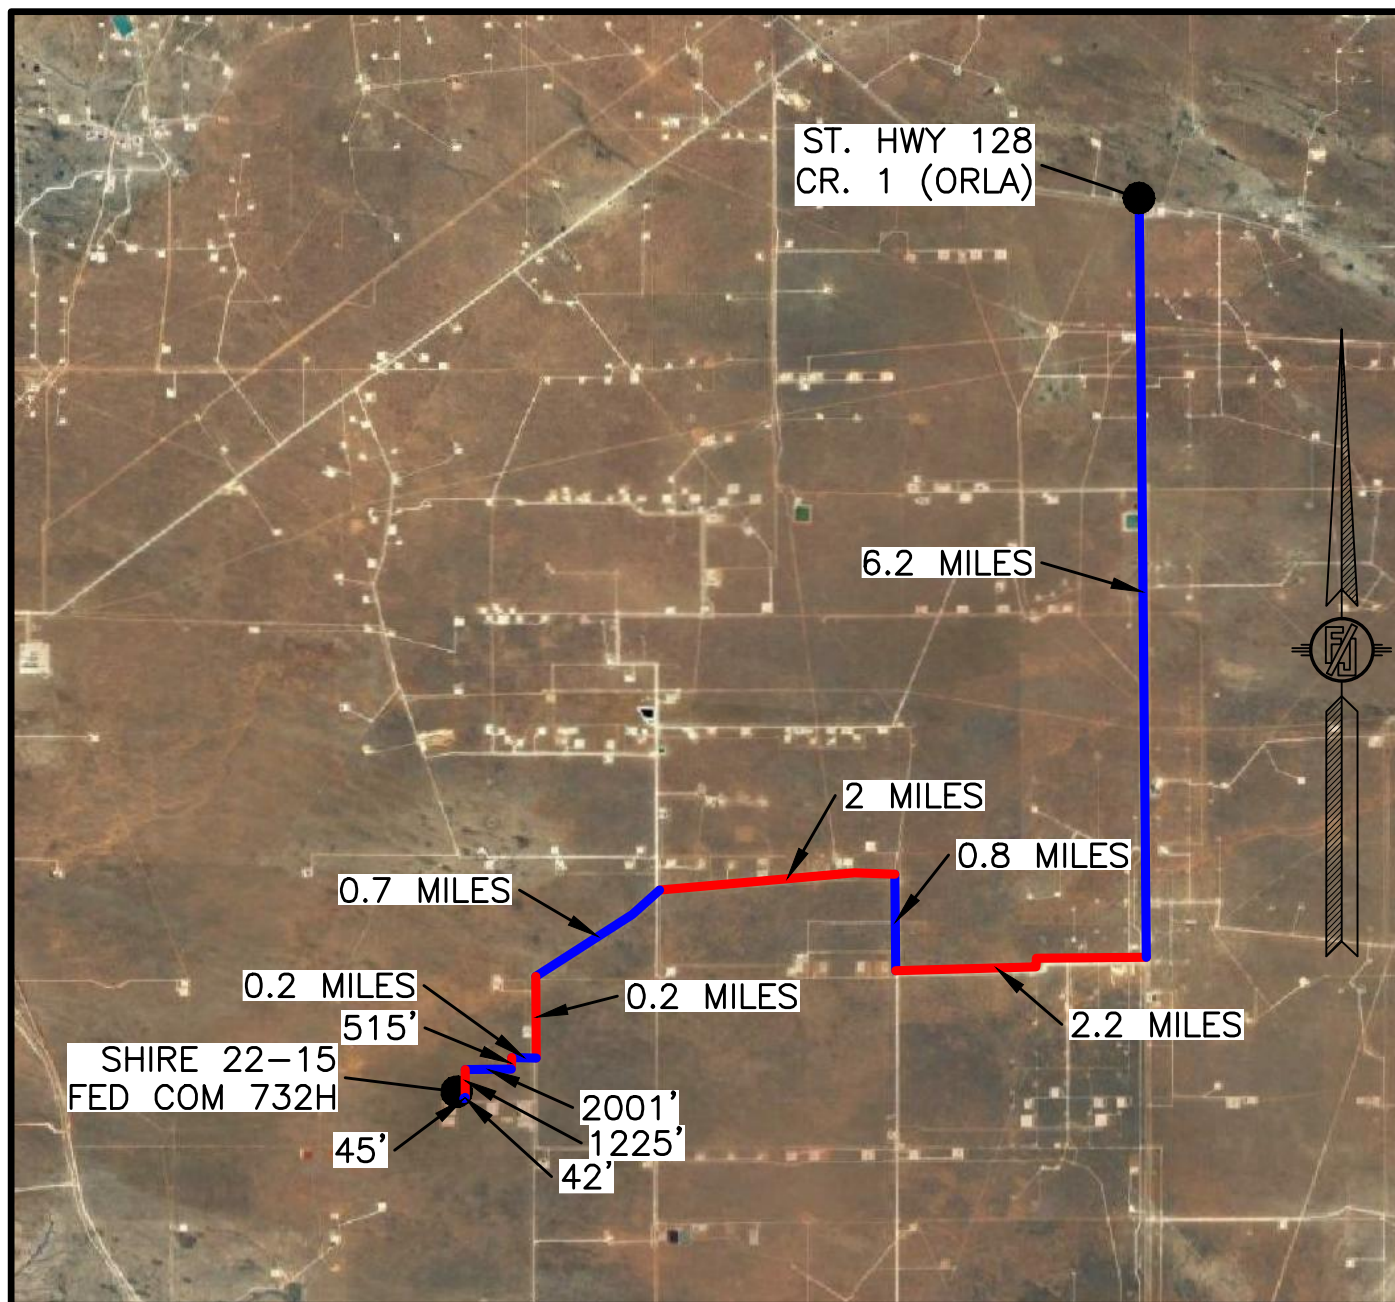 ST. HWY 128
CR. 1 (ORLA)
6.2 MILES
2 MILES
0.8 MILES
0.7 MILES
0.2 MILES
0.2 MILES
515'
2.2 MILES
SHIRE 22-15
FED COM 732H
2001'
1225'
45'
42'
FJ